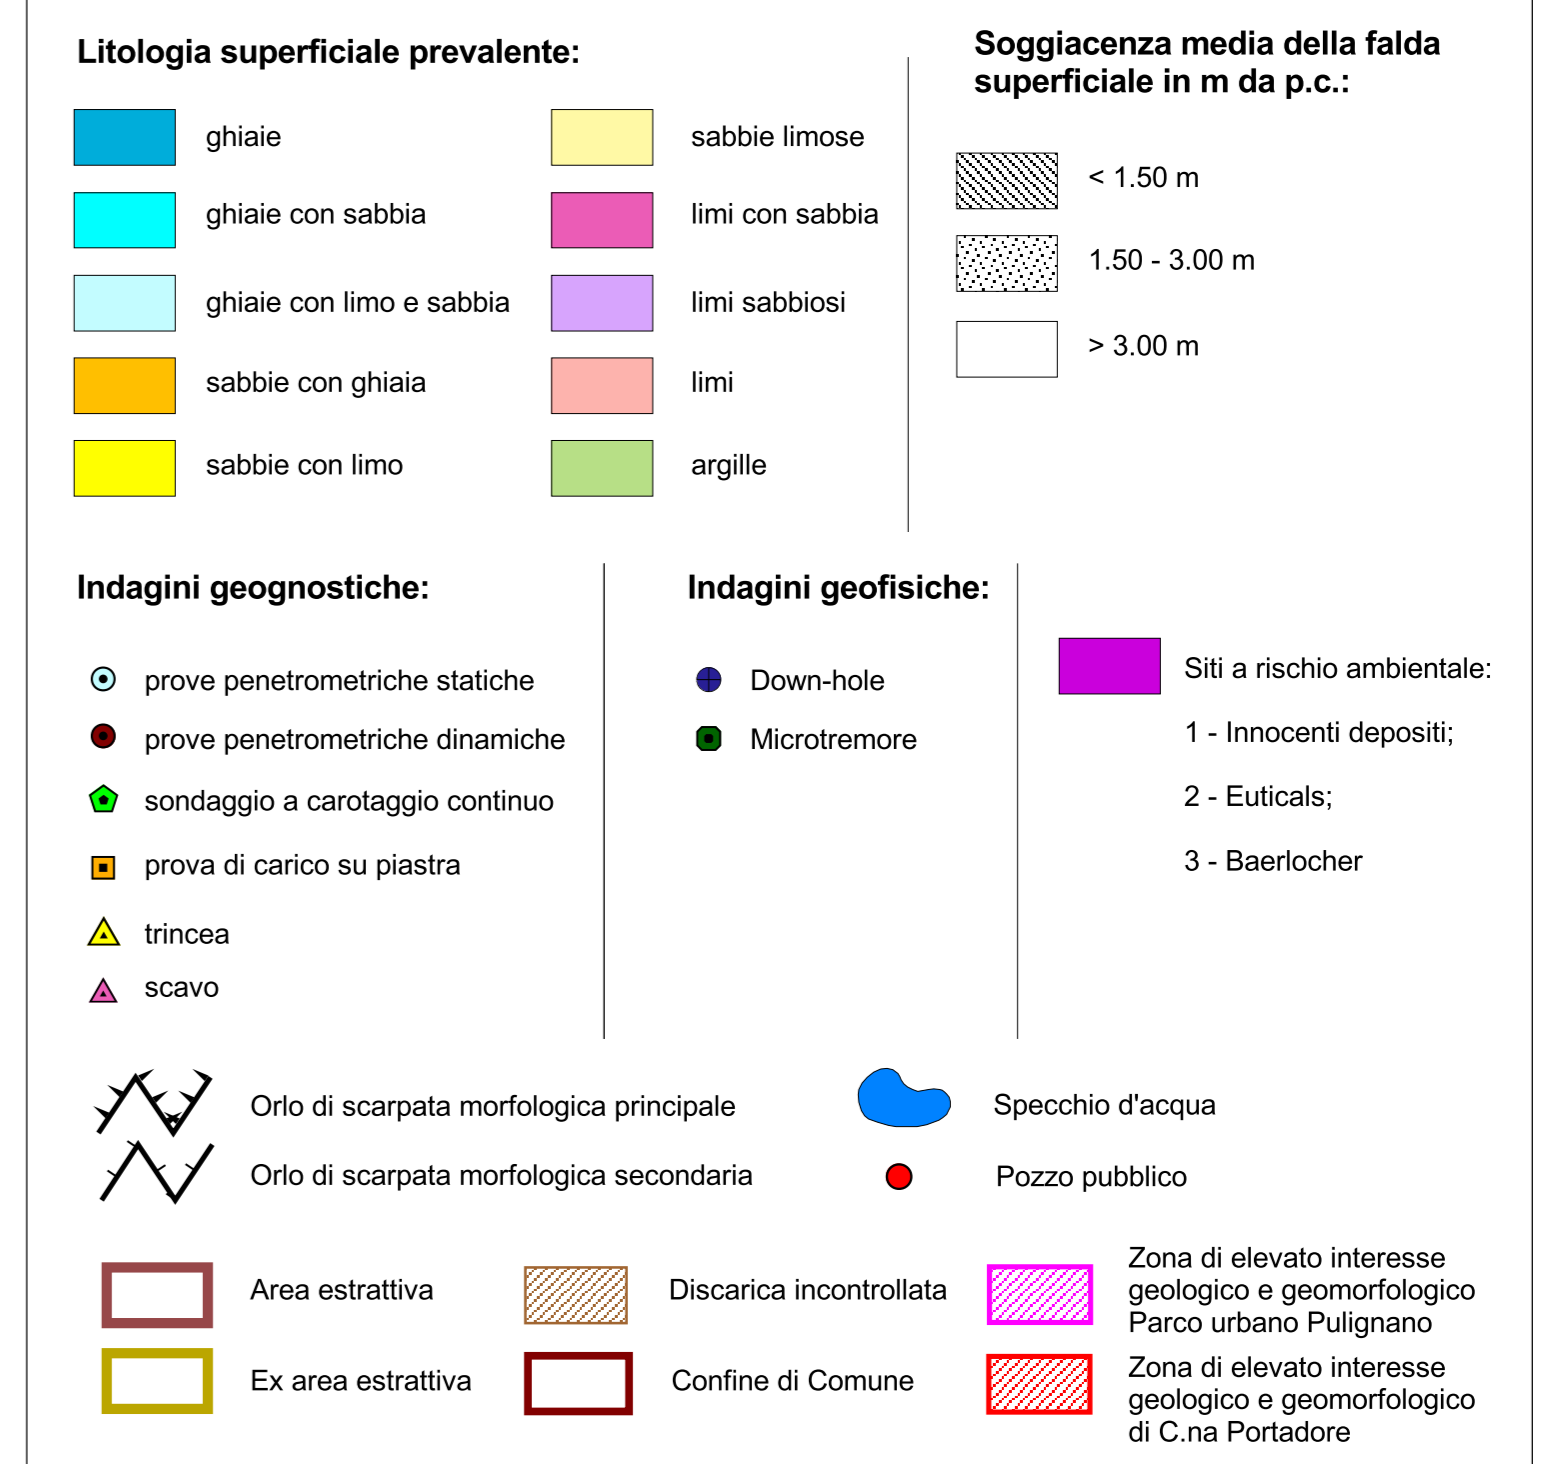 Litologia superficiale prevalente:
ghiaie
ghiaie con sabbia
ghiaie con limo e sabbia
sabbie con ghiaia
sabbie con limo
sabbie limose
limi con sabbia
limi sabbiosi
limi
argille
Soggiacenza media della falda
superficiale in m da p.c.:
< 1.50 m
1.50 - 3.00 m
> 3.00 m
Indagini geognostiche:
prove penetrometriche statiche
prove penetrometriche dinamiche
sondaggio a carotaggio continuo
prova di carico su piastra
trincea
scavo
Indagini geofisiche:
Down-hole
Microtremore
Siti a rischio ambientale:
1 - Innocenti depositi;
2 - Euticals;
3 - Baerlocher
Orlo di scarpata morfologica principale
Orlo di scarpata morfologica secondaria
Specchio d'acqua
Pozzo pubblico
Area estrattiva
Ex area estrattiva
Discarica incontrollata
Confine di Comune
Zona di elevato interesse
geologico e geomorfologico
Parco urbano Pulignano
Zona di elevato interesse
geologico e geomorfologico
di C.na Portadore